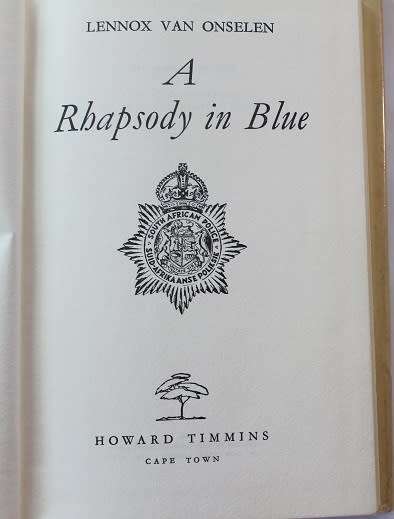 LENNOX VAN ONSELEN
A
Rhapsody in Blue
SOUTH AFRICAN POLICE
SUID-AFRIKAANSE POLISIE
HOWARD TIMMINS
CAPE TOWN